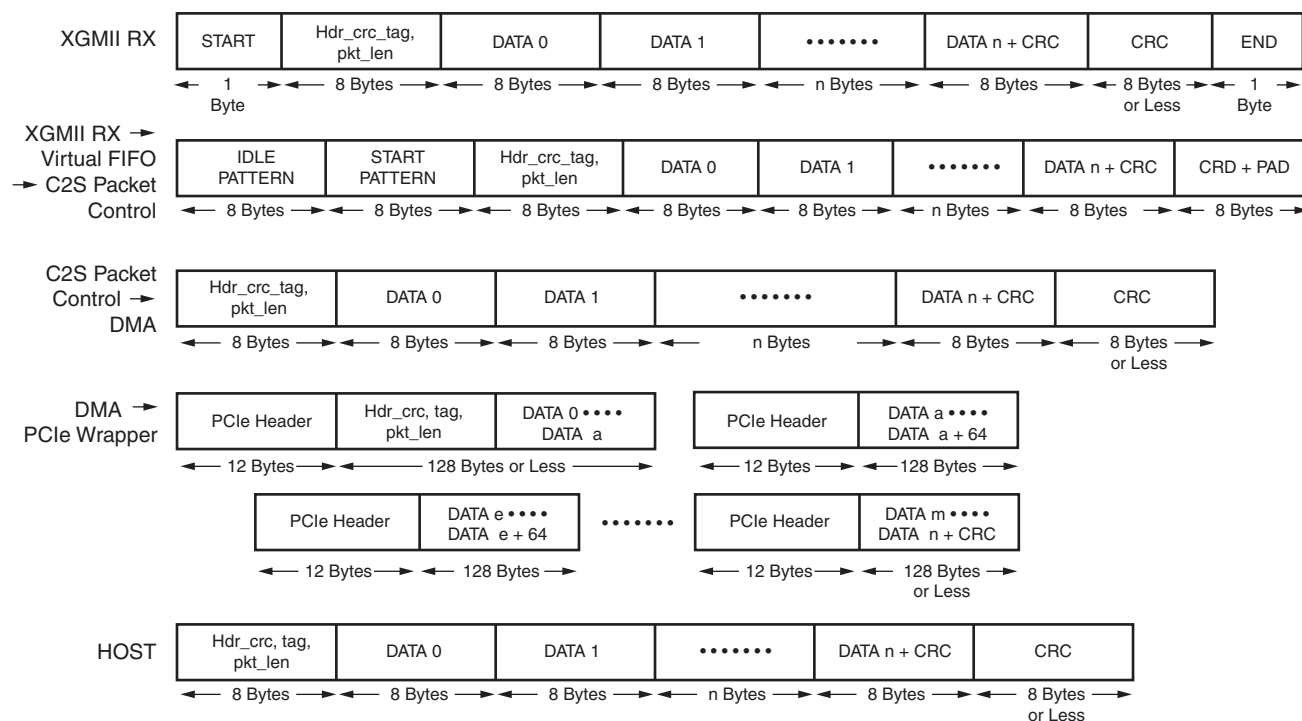 XGMII RX
START
Hdr_crc_tag,
pkt_len
DATA 0
DATA 1
•••••••
DATA n + CRC
CRC
END
1
Byte
8 Bytes
8 Bytes
8 Bytes
n Bytes
8 Bytes
8 Bytes
or Less
1
Byte
XGMII RX →
Virtual FIFO
→ C2S Packet
Control
IDLE
PATTERN
START
PATTERN
Hdr_crc_tag,
pkt_len
DATA 0
DATA 1
•••••••
DATA n + CRC
CRD + PAD
8 Bytes
8 Bytes
8 Bytes
8 Bytes
8 Bytes
n Bytes
8 Bytes
8 Bytes
C2S Packet
Control →
DMA
Hdr_crc_tag,
pkt_len
DATA 0
DATA 1
•••••••
DATA n + CRC
CRC
8 Bytes
8 Bytes
8 Bytes
n Bytes
8 Bytes
8 Bytes
or Less
DMA →
PCIe Wrapper
PCIe Header
Hdr_crc, tag,
pkt_len
DATA 0 ••••
DATA a
PCIe Header
DATA a ••••
DATA a + 64
12 Bytes
128 Bytes or Less
12 Bytes
128 Bytes
PCIe Header
DATA e ••••
DATA e + 64
•••••••
PCIe Header
DATA m ••••
DATA n + CRC
12 Bytes
128 Bytes
12 Bytes
128 Bytes
or Less
HOST
Hdr_crc, tag,
pkt_len
DATA 0
DATA 1
•••••••
DATA n + CRC
CRC
8 Bytes
8 Bytes
8 Bytes
n Bytes
8 Bytes
8 Bytes
or Less